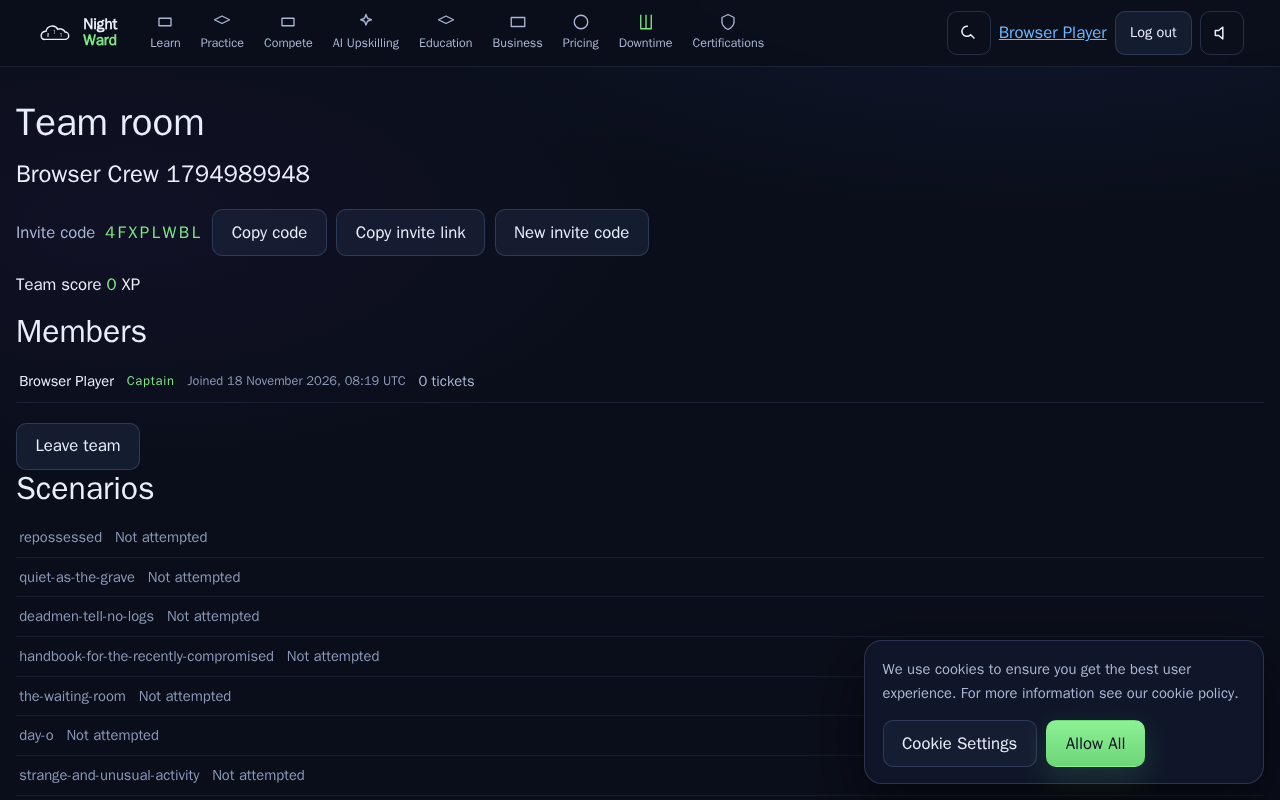 Night Ward
Learn
Practice
Compete
AI Upskilling
Education
Business
Pricing
Downtime
Certifications
Browser Player
Log out
Team room
Browser Crew 1794989948
Invite code 4FXPLWBL Copy code Copy invite link New invite code
Team score 0 XP
Members
Browser Player Captain Joined 18 November 2026, 08:19 UTC 0 tickets
Leave team
Scenarios
repossessed Not attempted
quiet-as-the-grave Not attempted
deadmen-tell-no-logs Not attempted
handbook-for-the-recently-compromised Not attempted
the-waiting-room Not attempted
day-o Not attempted
strange-and-unusual-activity Not attempted
We use cookies to ensure you get the best user
experience. For more information see our cookie policy.
Cookie Settings Allow All